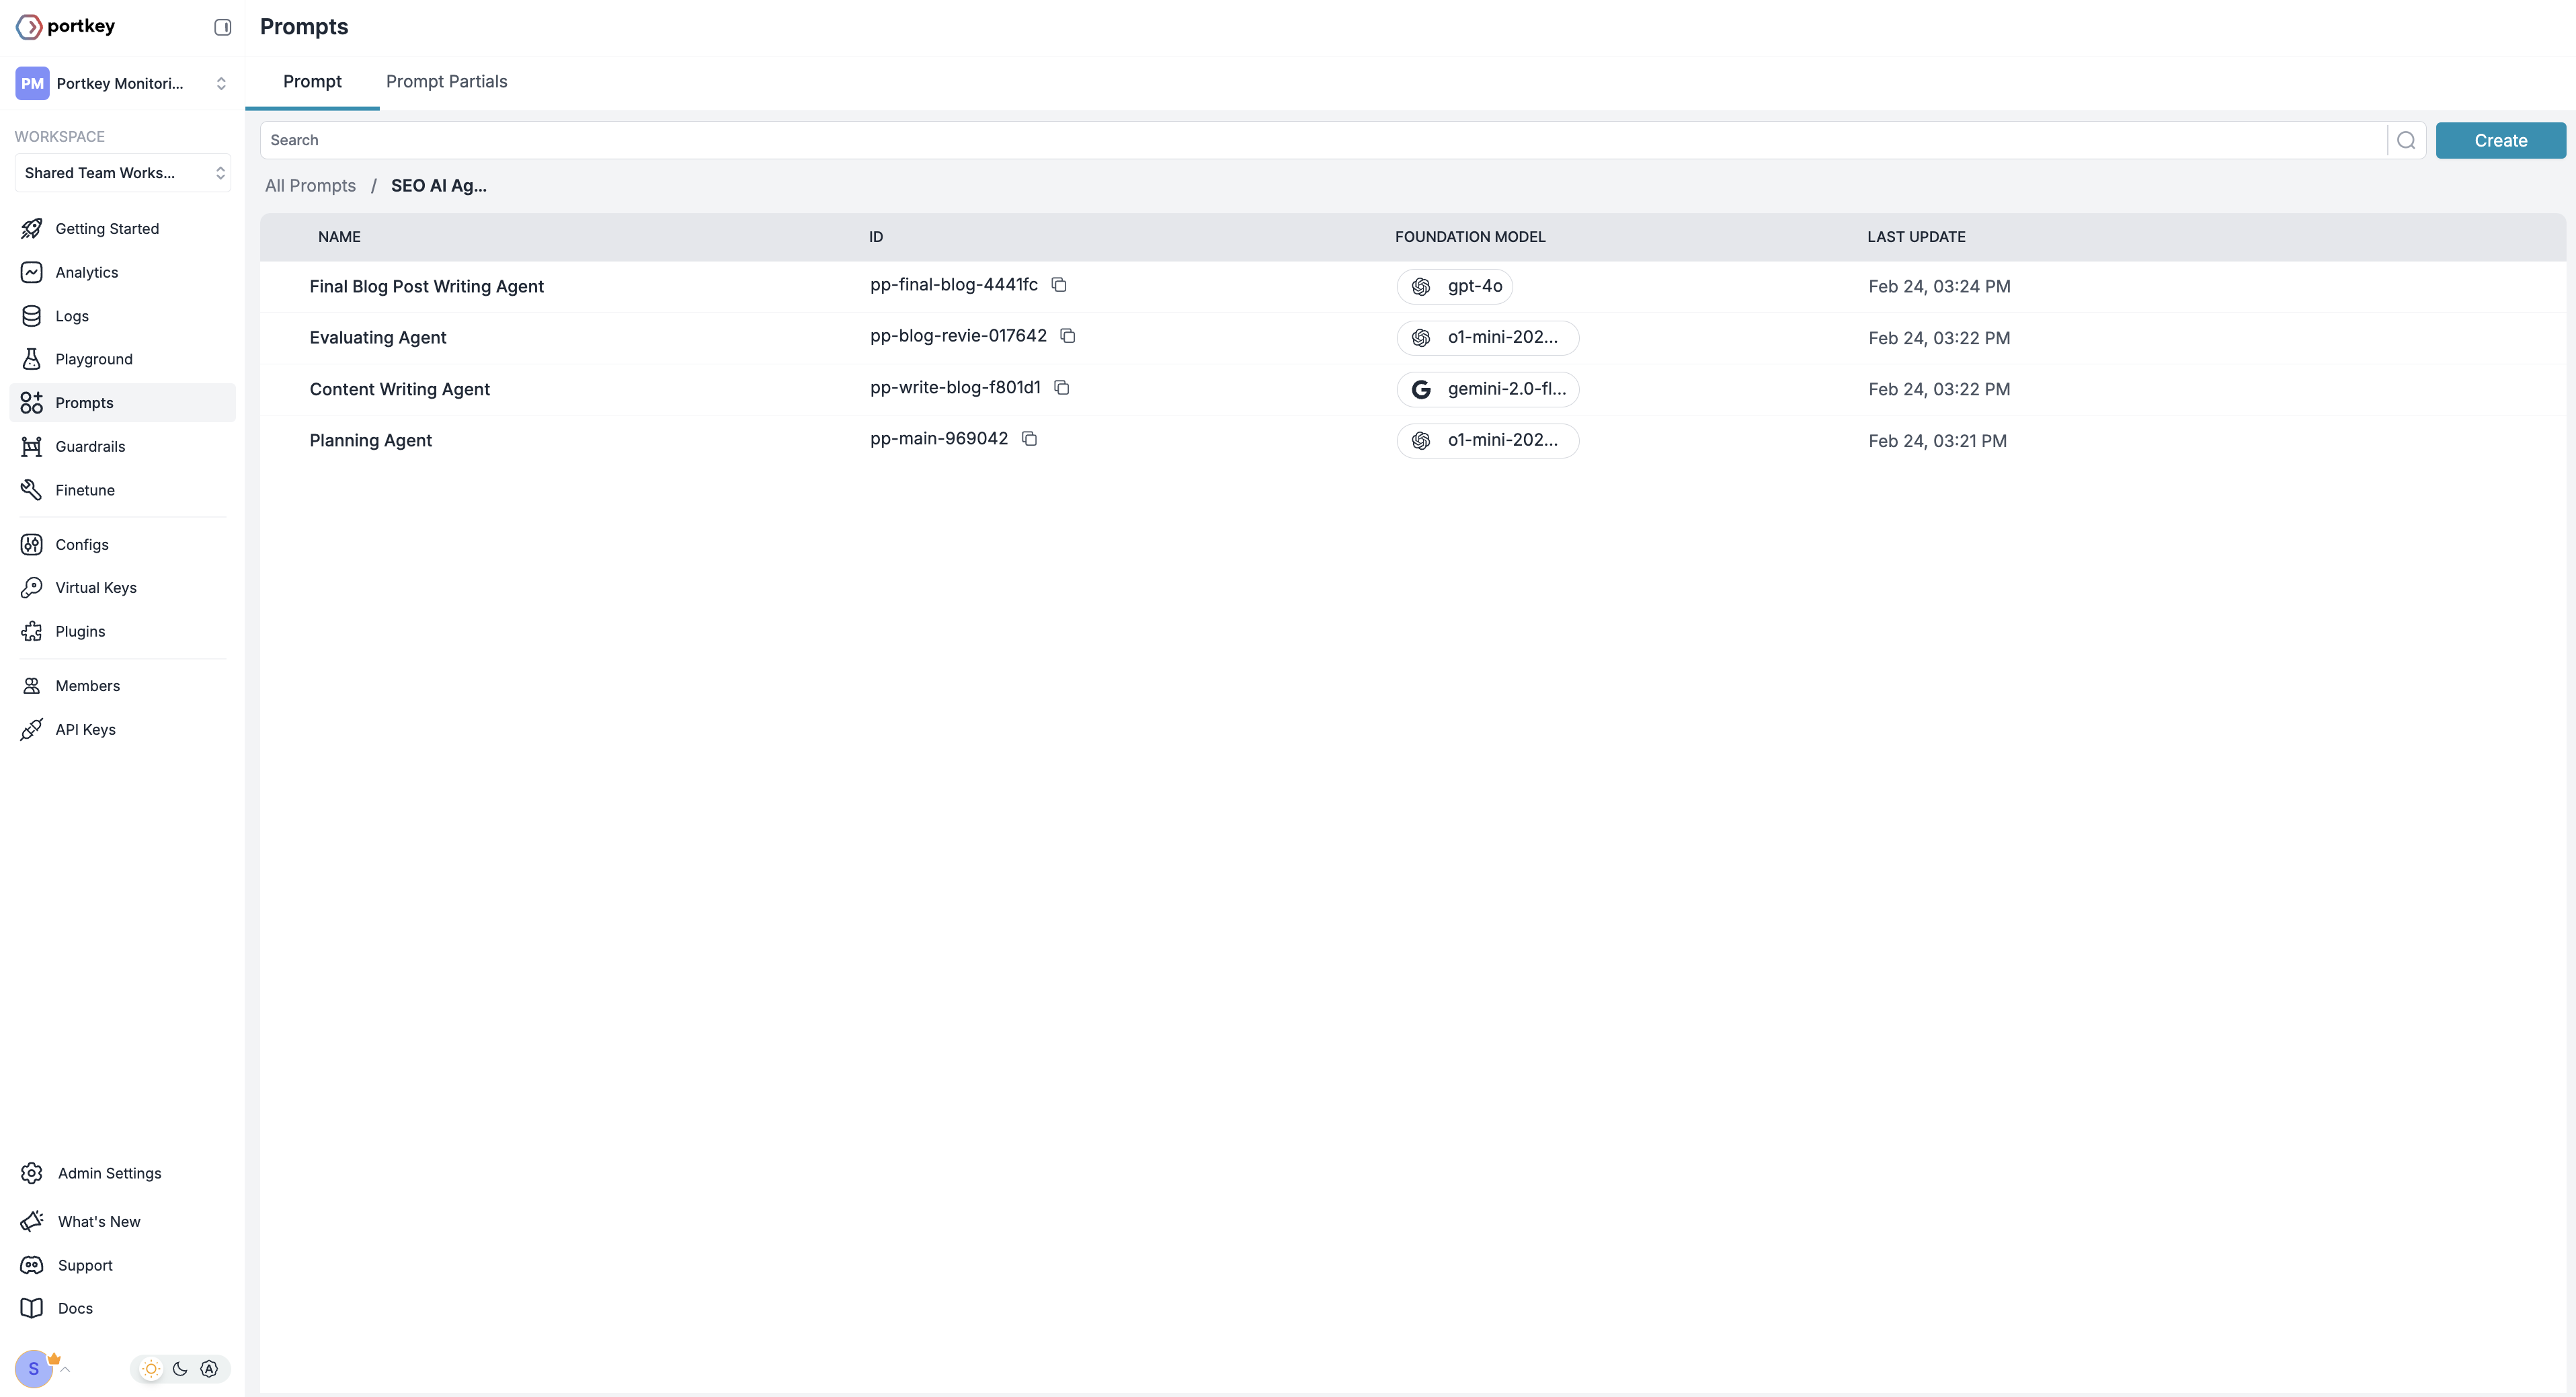 portkey
PM Portkey Monitori...
WORKSPACE
Shared Team Works...
Getting Started
Analytics
Logs
Playground
Prompts
Guardrails
Finetune
Configs
Virtual Keys
Plugins
Members
API Keys
Admin Settings
What's New
Support
Docs
S
A
Prompts
Prompt Prompt Partials
Search Create
All Prompts / SEO AI Ag...
NAME ID FOUNDATION MODEL LAST UPDATE
Final Blog Post Writing Agent pp-final-blog-4441fc gpt-4o Feb 24, 03:24 PM
Evaluating Agent pp-blog-revie-017642 o1-mini-202... Feb 24, 03:22 PM
Content Writing Agent pp-write-blog-f801d1 gemini-2.0-fl... Feb 24, 03:22 PM
Planning Agent pp-main-969042 o1-mini-202... Feb 24, 03:21 PM